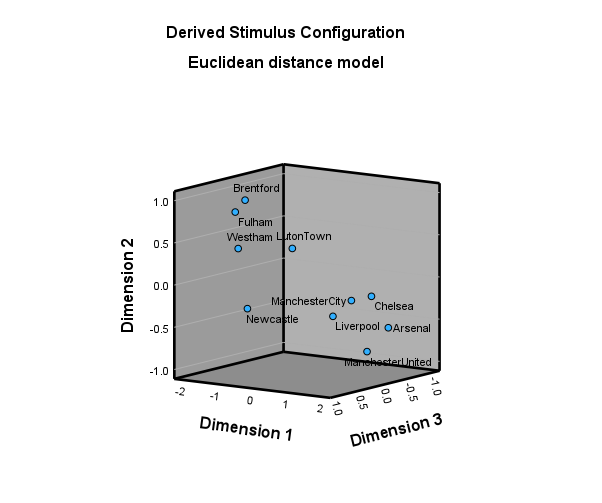 Derived Stimulus Configuration
Euclidean distance model
Brentford
Fulham
Westham
LutonTown
ManchesterCity
Chelsea
Newcastle
Liverpool
Arsenal
ManchesterUnited
Dimension 2
1.0
0.5
0.0
-0.5
-1.0
-2
-1
0
1
2
Dimension 1
1.0
0.5
0.0
-0.5
-1.0
Dimension 3